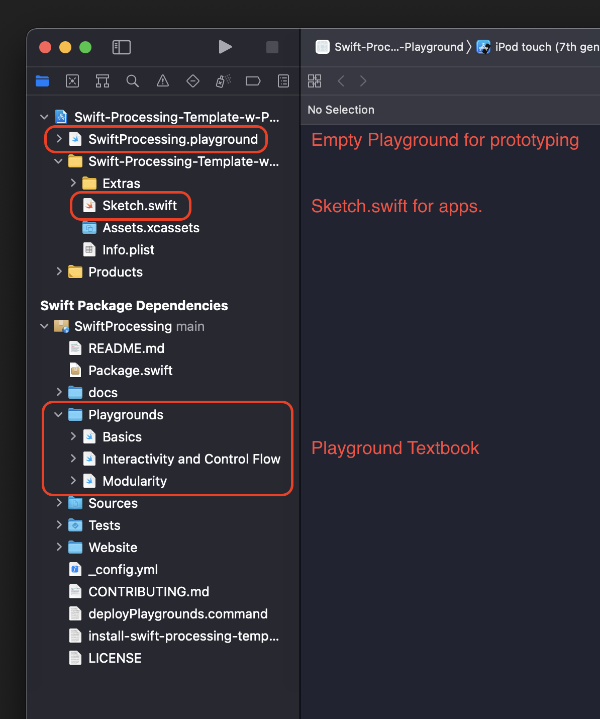 Swift-Proc...-Playground 〉 iPod touch (7th gen
No Selection
Swift-Processing-Template-w-P...
SwiftProcessing.playground
Empty Playground for prototyping
Swift-Processing-Template-w...
Extras
Sketch.swift
Sketch.swift for apps.
Assets.xcassets
Info.plist
Products
Swift Package Dependencies
SwiftProcessing main
README.md
Package.swift
docs
Playgrounds
Basics
Playground Textbook
Interactivity and Control Flow
Modularity
Sources
Tests
Website
_config.yml
CONTRIBUTING.md
deployPlaygrounds.command
install-swift-processing-temp...
LICENSE